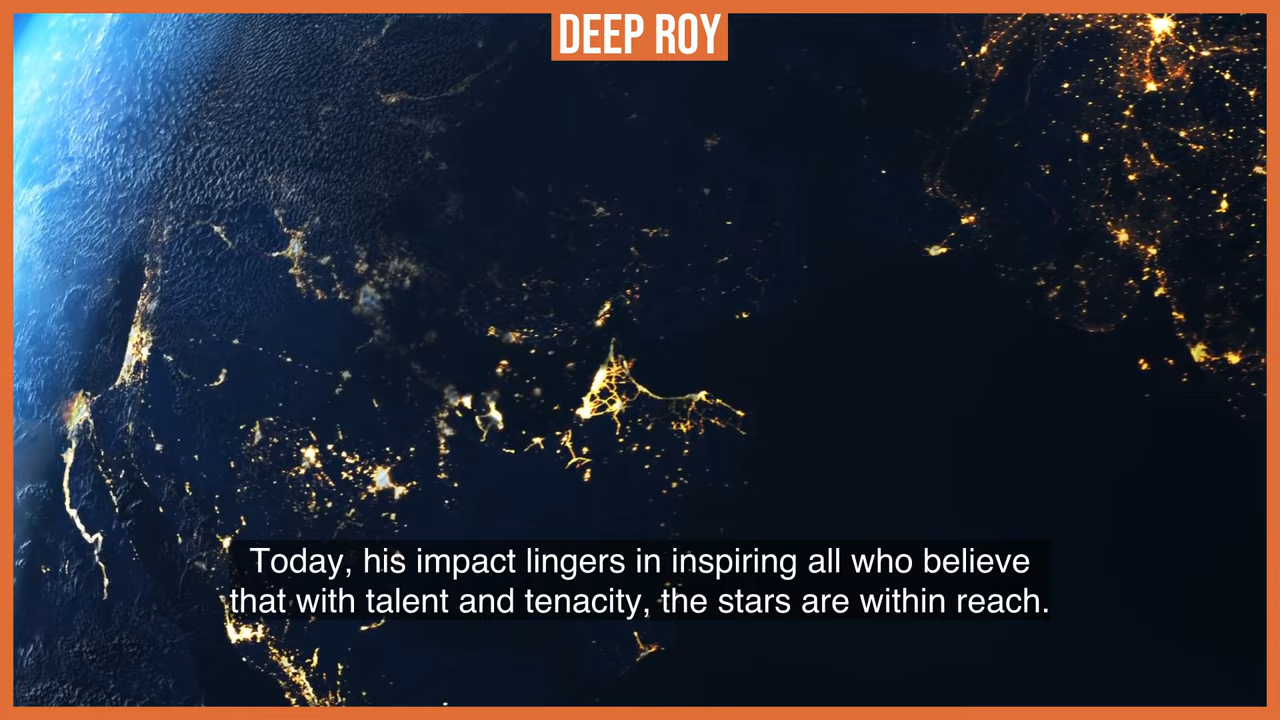 DEEP ROY
Today, his impact lingers in inspiring all who believe
that with talent and tenacity, the stars are within reach.